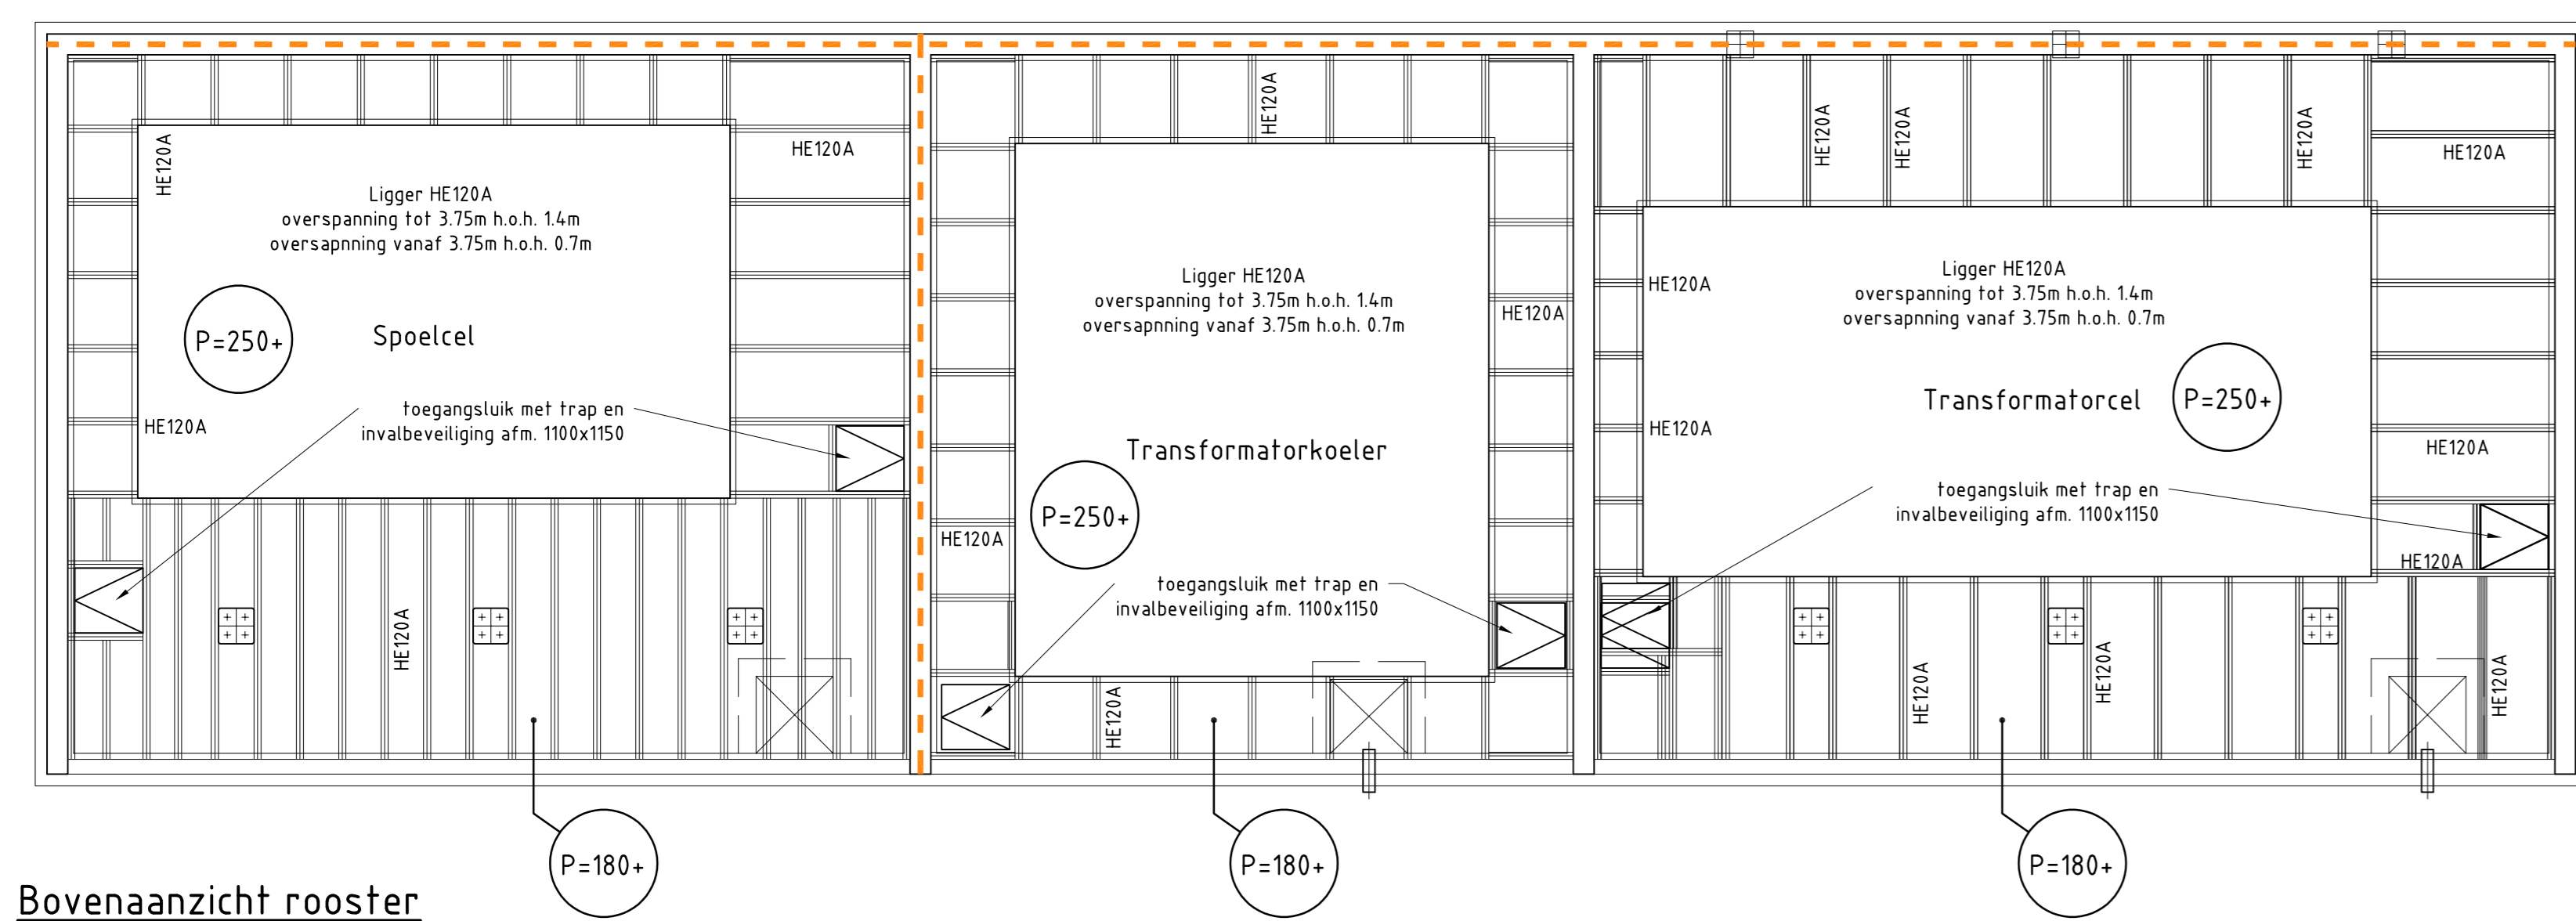 HE120A
HE120A
Ligger HE120A
overspanning tot 3.75m h.o.h. 1.4m
oversapnning vanaf 3.75m h.o.h. 0.7m
P=250+
Spoelcel
toegangsluik met trap en
invalbeveiliging afm. 1100x1150
HE120A
HE120A
P=180+
HE120A
Ligger HE120A
overspanning tot 3.75m h.o.h. 1.4m
oversapnning vanaf 3.75m h.o.h. 0.7m
HE120A
Transformatorkoeler
P=250+
HE120A
toegangsluik met trap en
invalbeveiliging afm. 1100x1150
HE120A
P=180+
HE120A
HE120A
HE120A
HE120A
Ligger HE120A
overspanning tot 3.75m h.o.h. 1.4m
oversapnning vanaf 3.75m h.o.h. 0.7m
HE120A
Transformatorcel
P=250+
HE120A
HE120A
toegangsluik met trap en
invalbeveiliging afm. 1100x1150
HE120A
HE120A
HE120A
HE120A
P=180+
Bovenaanzicht rooster